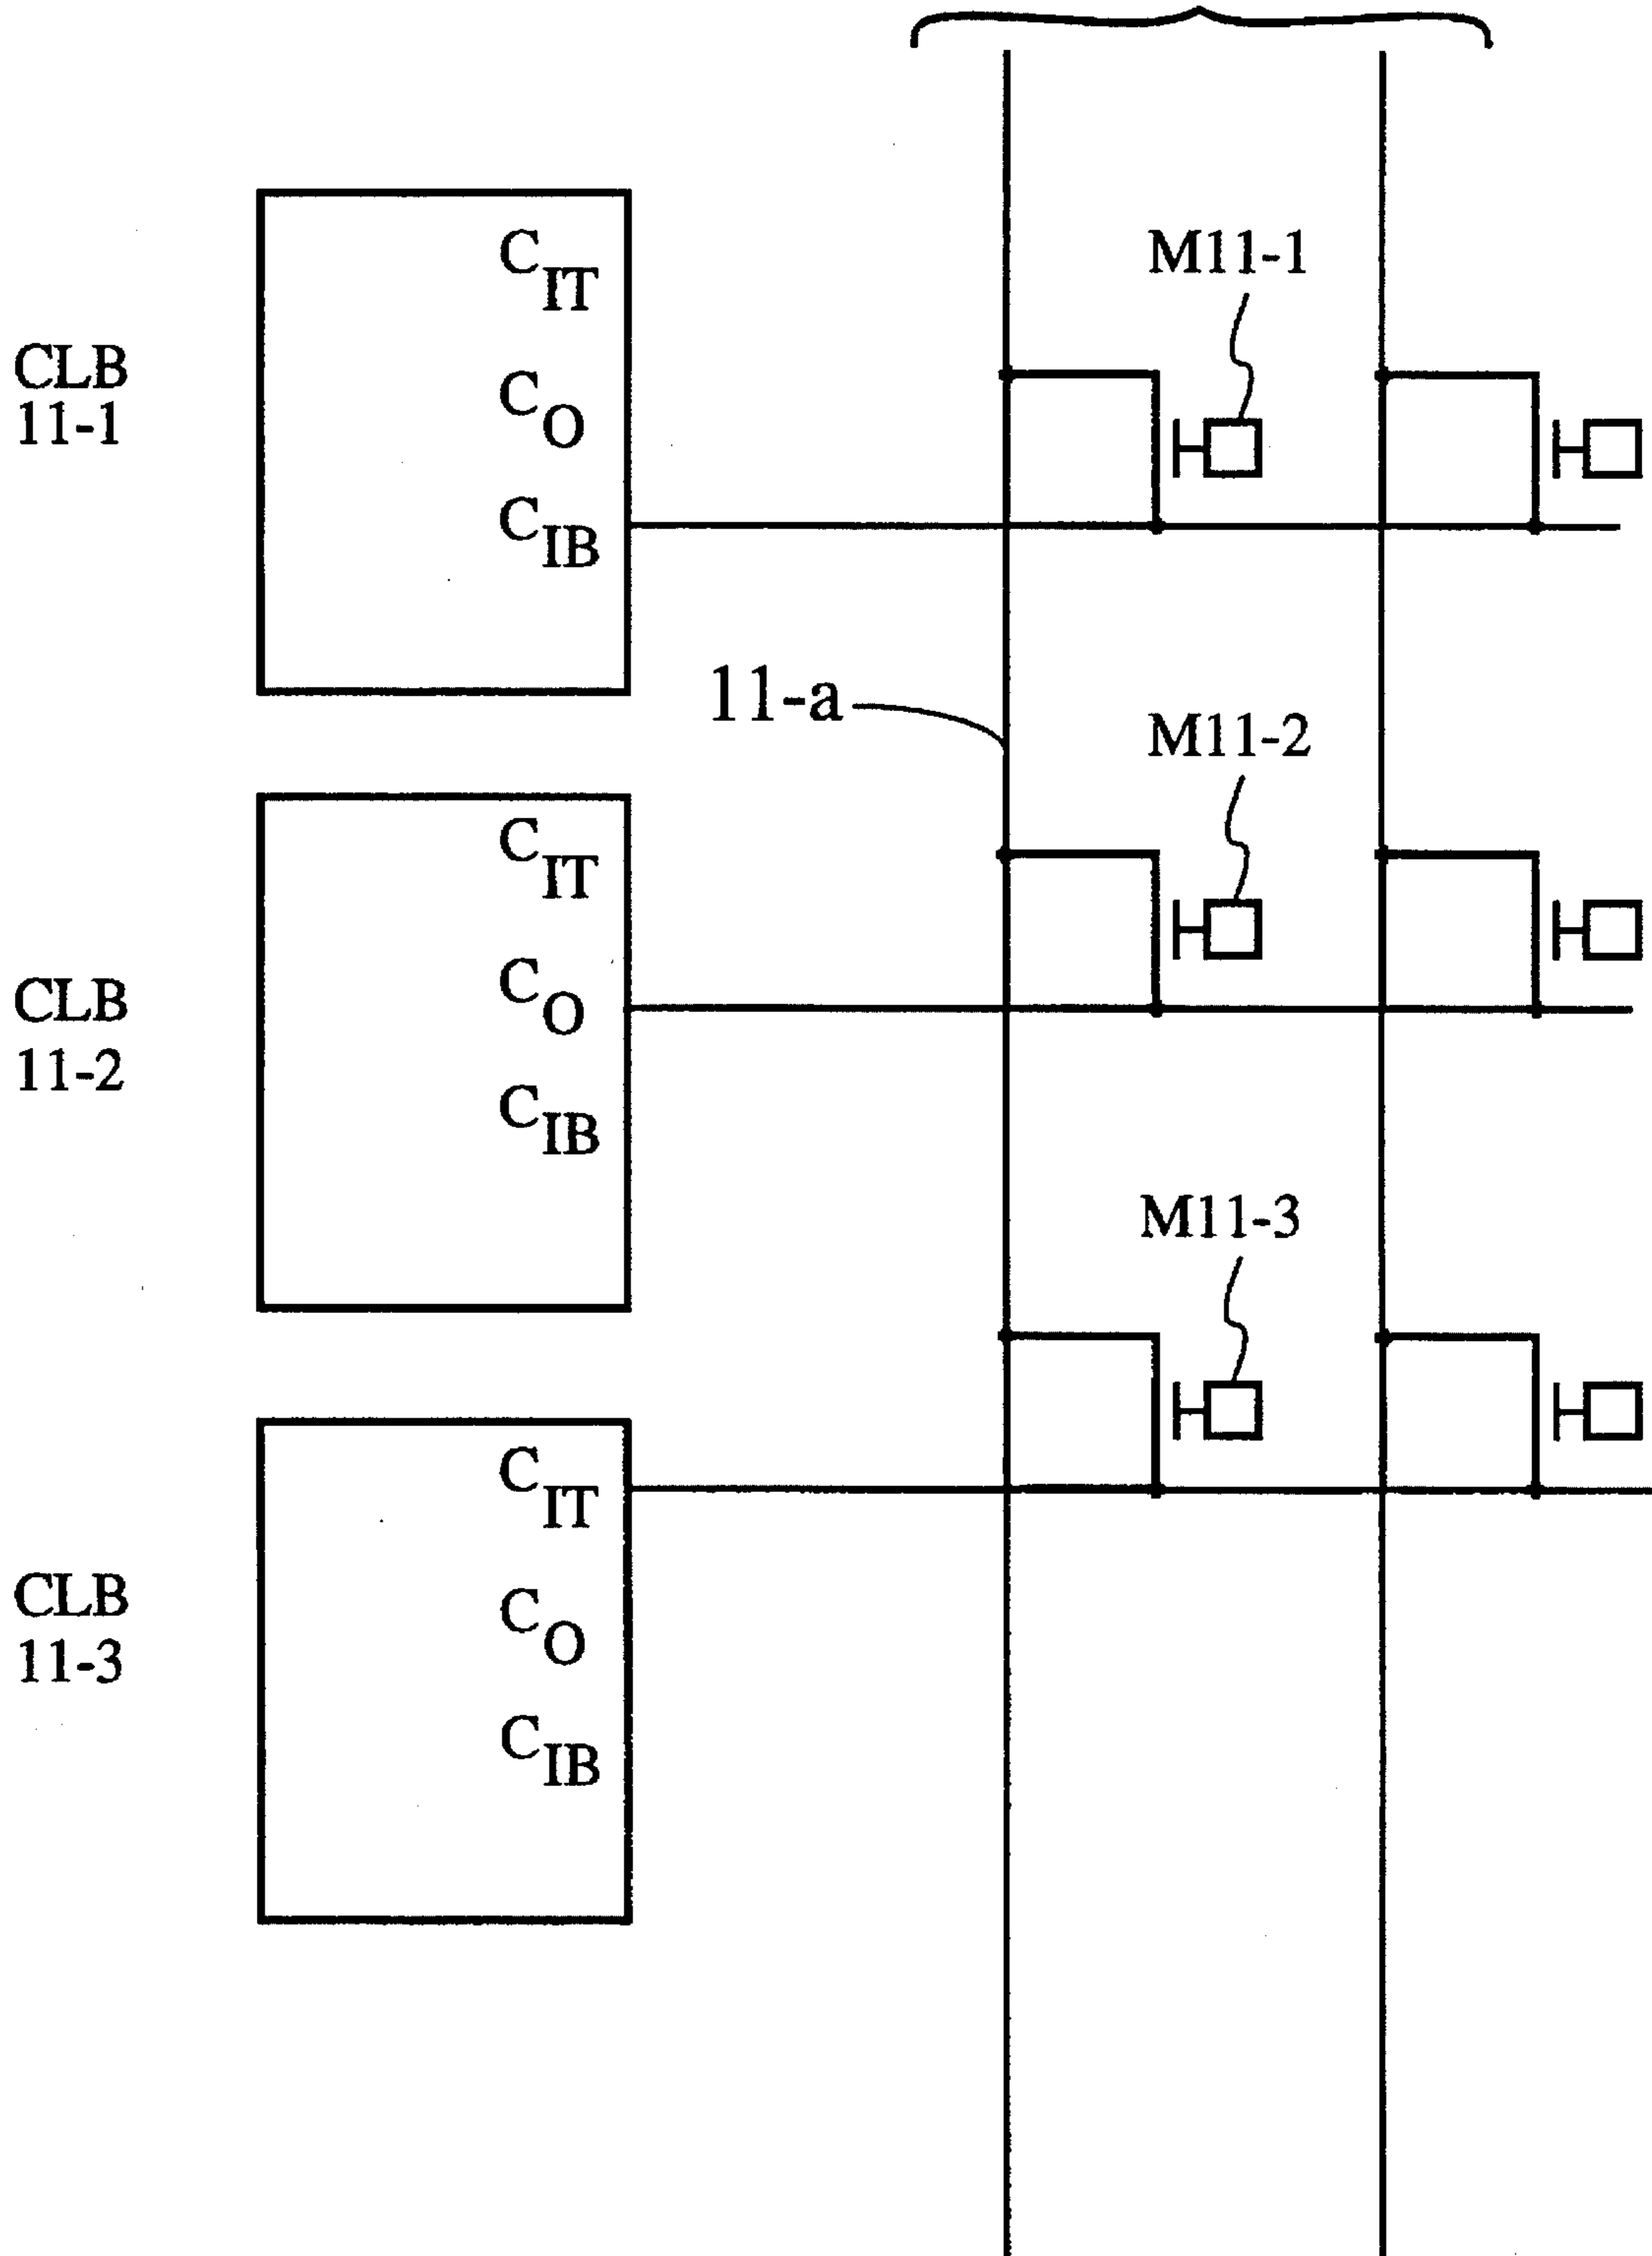 M11-1
C_IT
CLB
11-1
C_O
C_IB
11-a
M11-2
C_IT
CLB
11-2
C_O
C_IB
M11-3
C_IT
CLB
11-3
C_O
C_IB